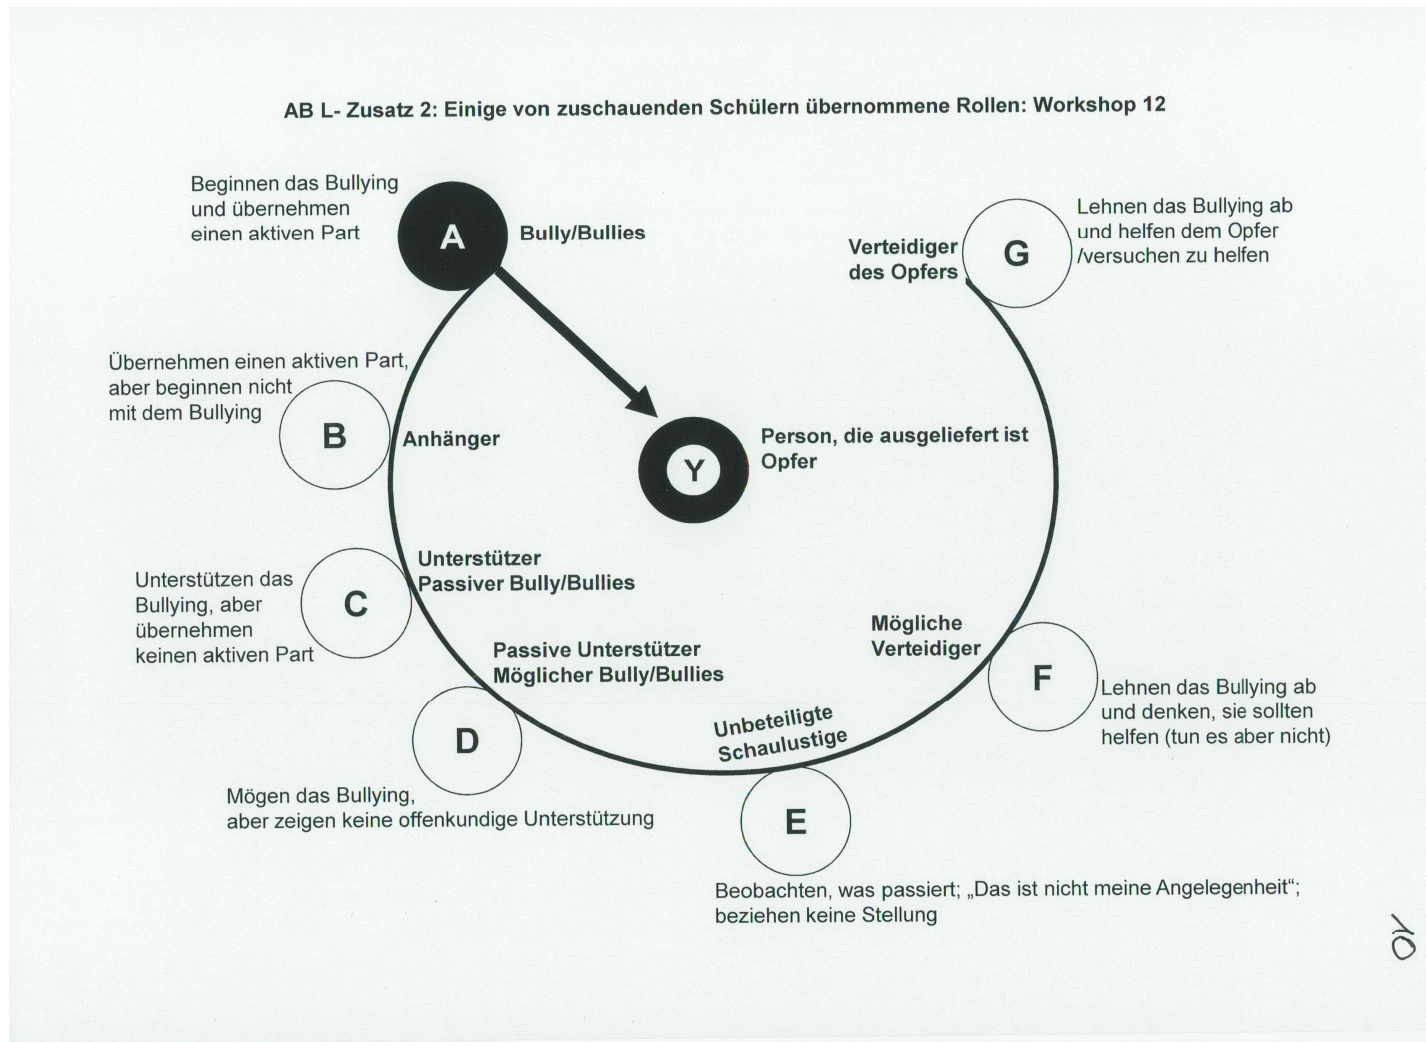 AB L- Zusatz 2: Einige von zuschauenden Schülern übernommene Rollen: Workshop 12
Beginnen das Bullying
und übernehmen
einen aktiven Part
A
Bully/Bullies
Verteidiger
des Opfers
G
Lehnen das Bullying ab
und helfen dem Opfer
/versuchen zu helfen
Übernehmen einen aktiven Part,
aber beginnen nicht
mit dem Bullying
B
Anhänger
Y
Person, die ausgeliefert ist
Opfer
Unterstützen das
Bullying, aber
übernehmen
keinen aktiven Part
C
Unterstützer
Passiver Bully/Bullies
Passive Unterstützer
Möglicher Bully/Bullies
D
Mögen das Bullying,
aber zeigen keine offenkundige Unterstützung
Unbeteiligte
Schaulustige
E
Beobachten, was passiert; „Das ist nicht meine Angelegenheit“;
beziehen keine Stellung
Mögliche
Verteidiger
F
Lehnen das Bullying ab
und denken, sie sollten
helfen (tun es aber nicht)
10